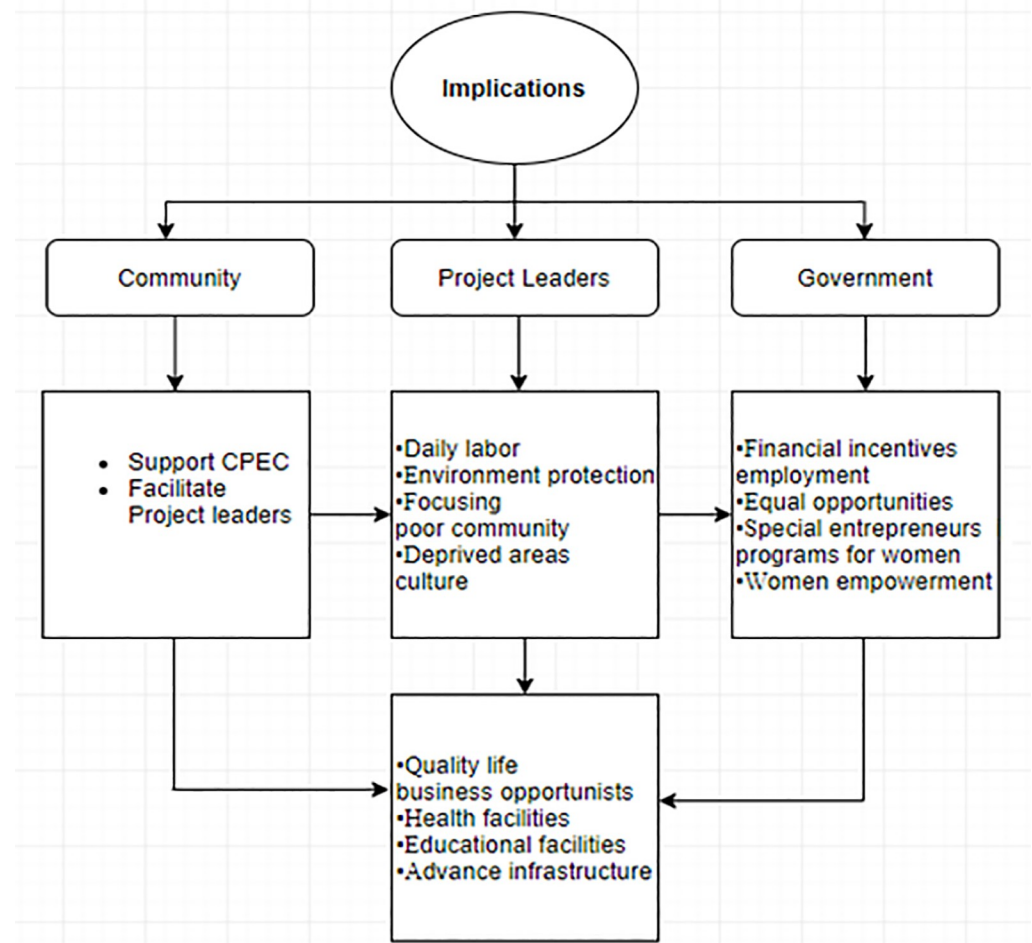 Implications
Community
Project Leaders
Government
• Support CPEC
• Facilitate
Project leaders
•Daily labor
•Environment protection
•Focusing
poor community
•Deprived areas
culture
•Financial incentives
employment
•Equal opportunities
•Special entrepreneurs
programs for women
•Women empowerment
•Quality life
business opportunists
•Health facilities
•Educational facilities
•Advance infrastructure